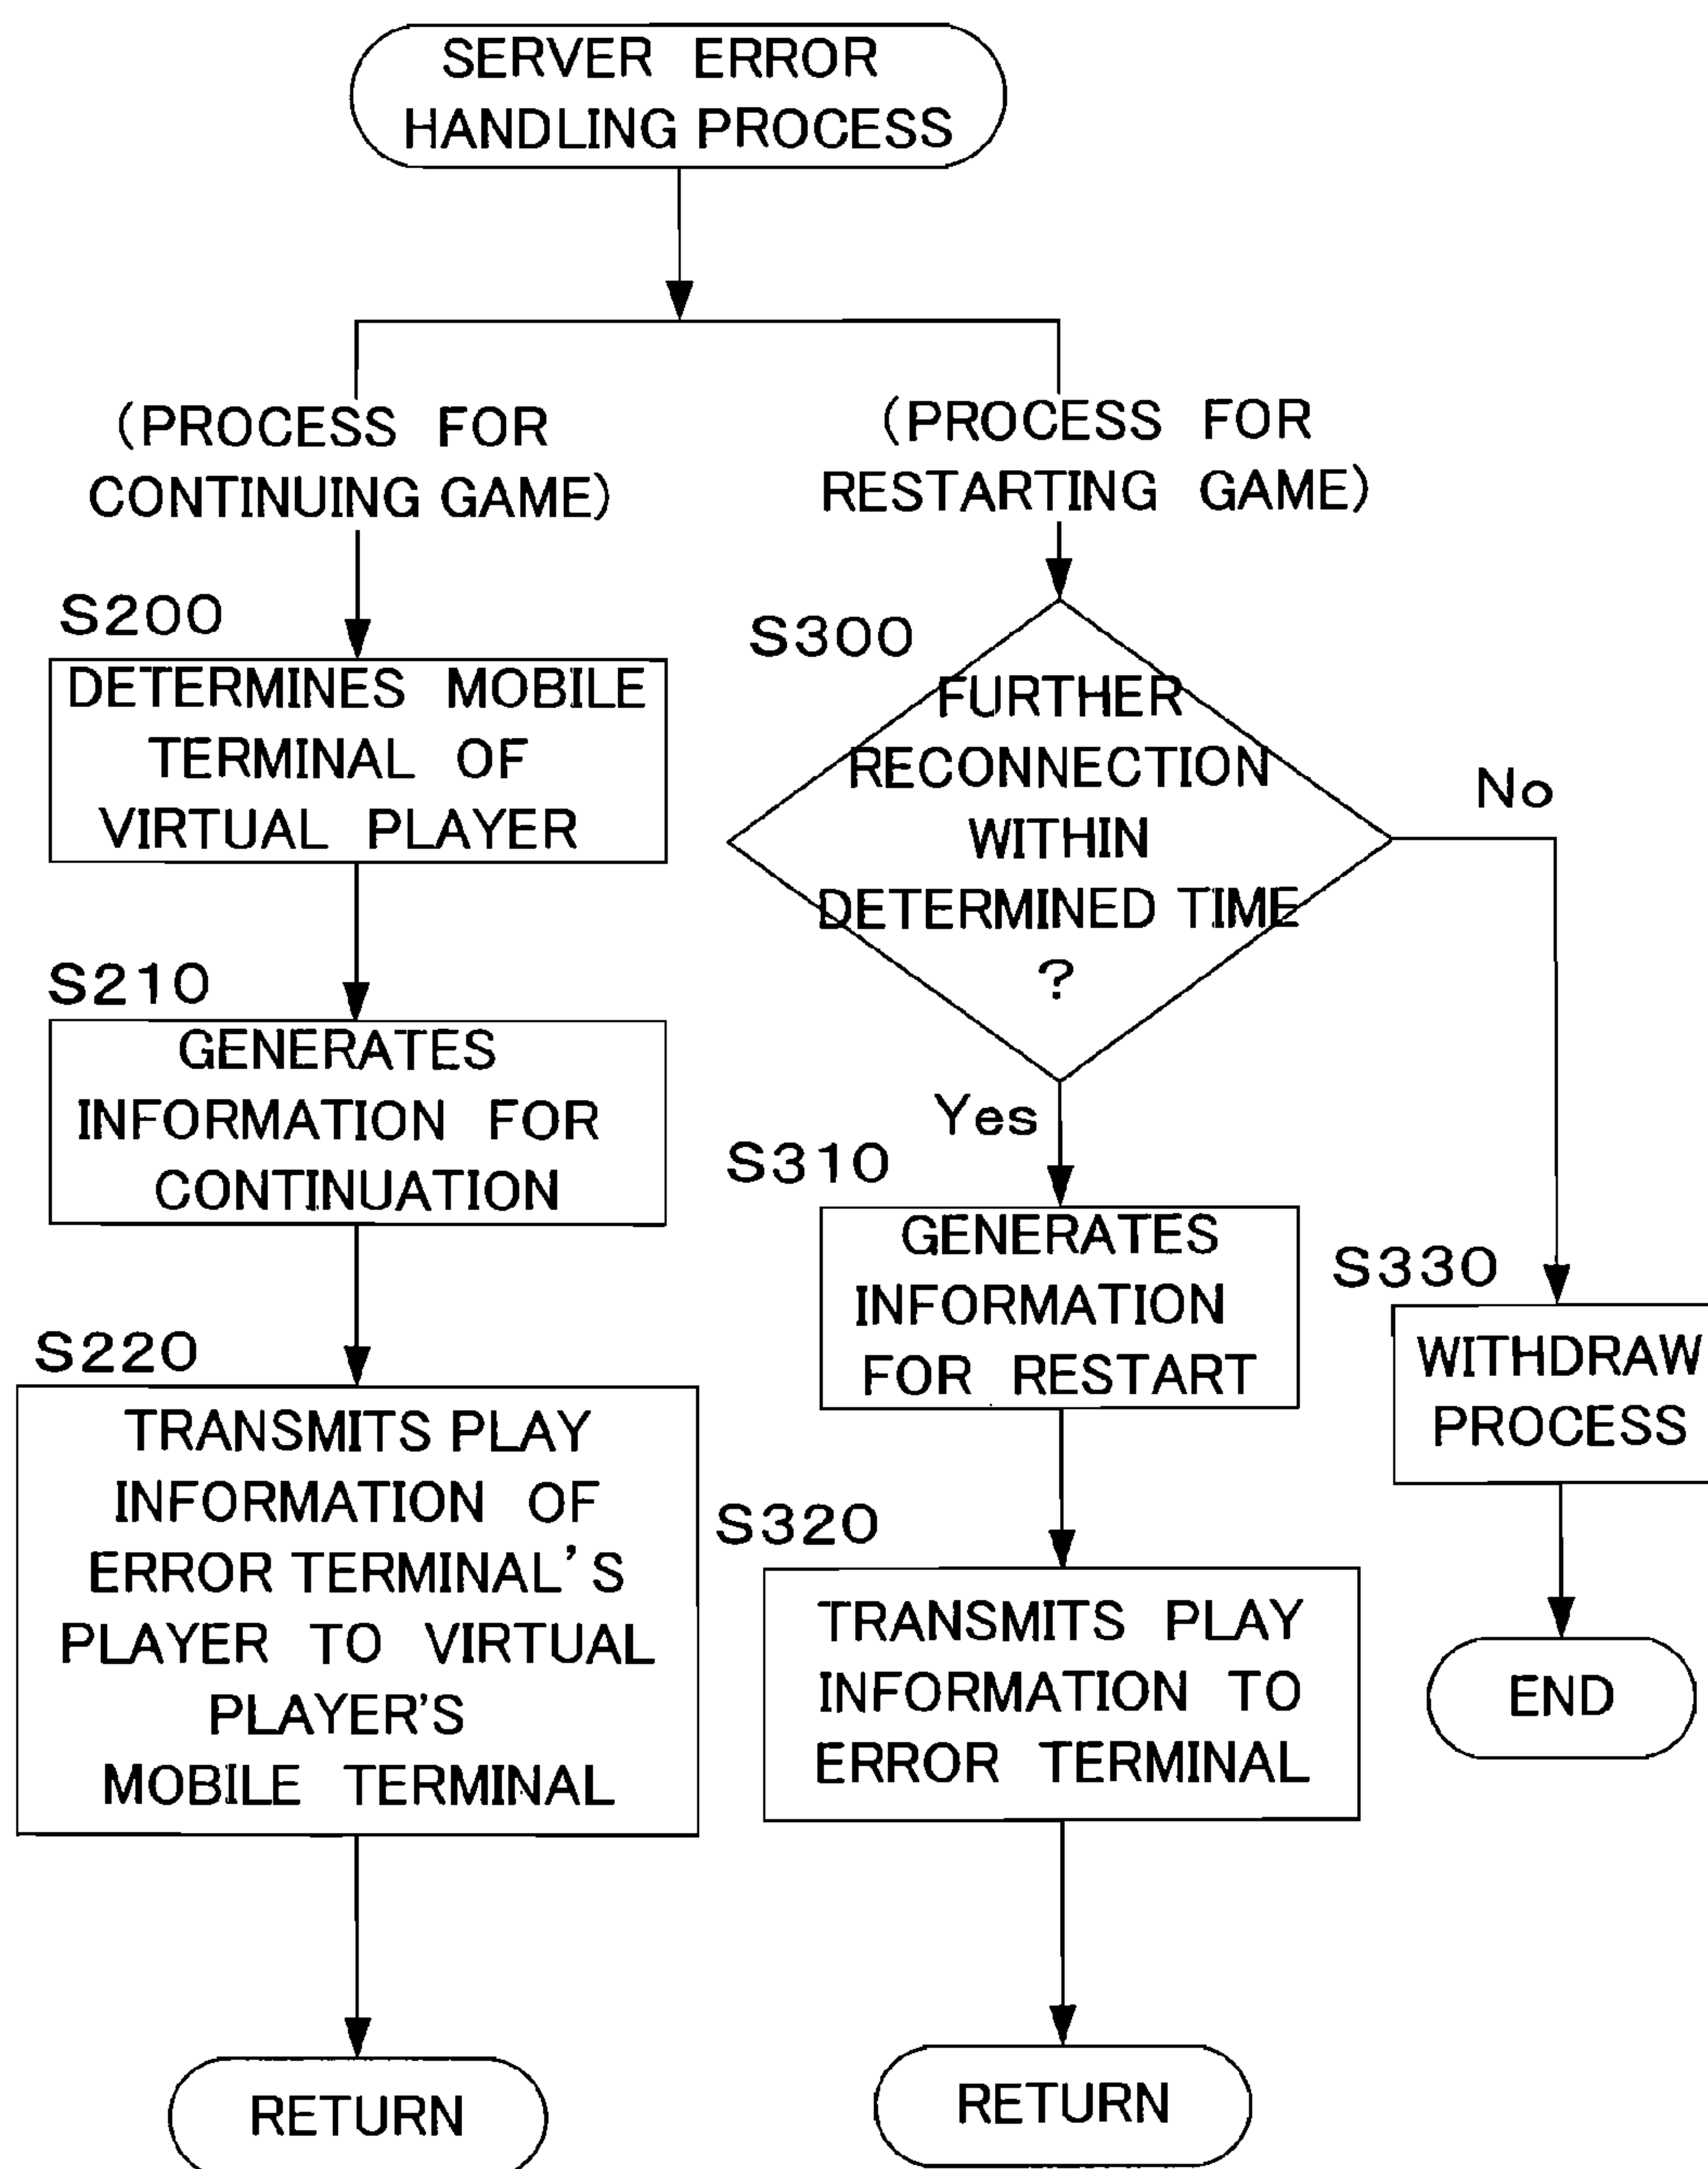 SERVER ERROR
HANDLING PROCESS
(PROCESS FOR
CONTINUING GAME)
S200
DETERMINES MOBILE
TERMINAL OF
VIRTUAL PLAYER
S210
GENERATES
INFORMATION FOR
CONTINUATION
S220
TRANSMITS PLAY
INFORMATION OF
ERROR TERMINAL'S
PLAYER TO VIRTUAL
PLAYER'S
MOBILE TERMINAL
RETURN
(PROCESS FOR
RESTARTING GAME)
S300
FURTHER
RECONNECTION
WITHIN
DETERMINED TIME
?
Yes
S310
GENERATES
INFORMATION
FOR RESTART
S320
TRANSMITS PLAY
INFORMATION TO
ERROR TERMINAL
RETURN
No
S330
WITHDRAW
PROCESS
END